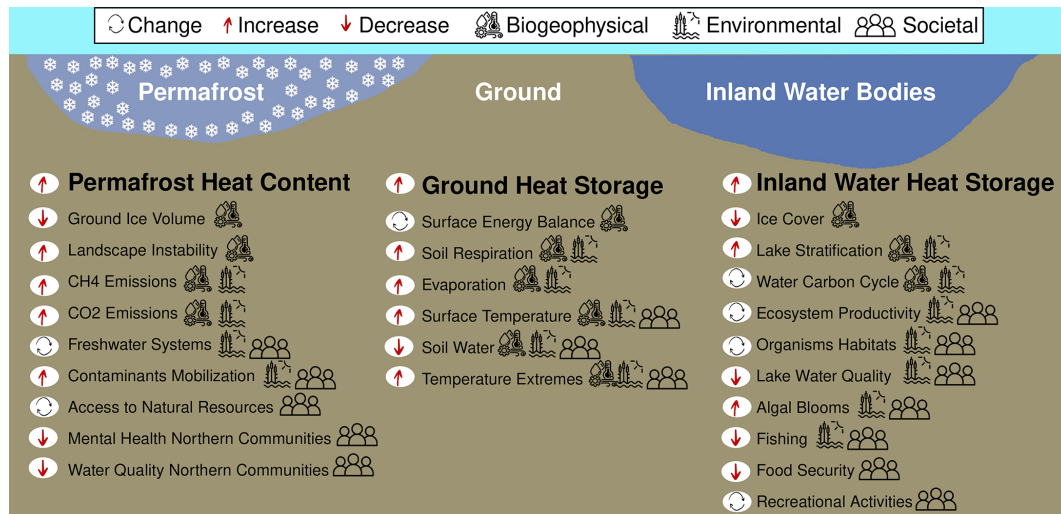 Change Increase Decrease Biogeophysical Environmental Societal
Permafrost
Ground
Inland Water Bodies
Permafrost Heat Content
Ground Ice Volume
Landscape Instability
CH4 Emissions
CO2 Emissions
Freshwater Systems
Contaminants Mobilization
Access to Natural Resources
Mental Health Northern Communities
Water Quality Northern Communities
Ground Heat Storage
Surface Energy Balance
Soil Respiration
Evaporation
Surface Temperature
Soil Water
Temperature Extremes
Inland Water Heat Storage
Ice Cover
Lake Stratification
Water Carbon Cycle
Ecosystem Productivity
Organisms Habitats
Lake Water Quality
Algal Blooms
Fishing
Food Security
Recreational Activities